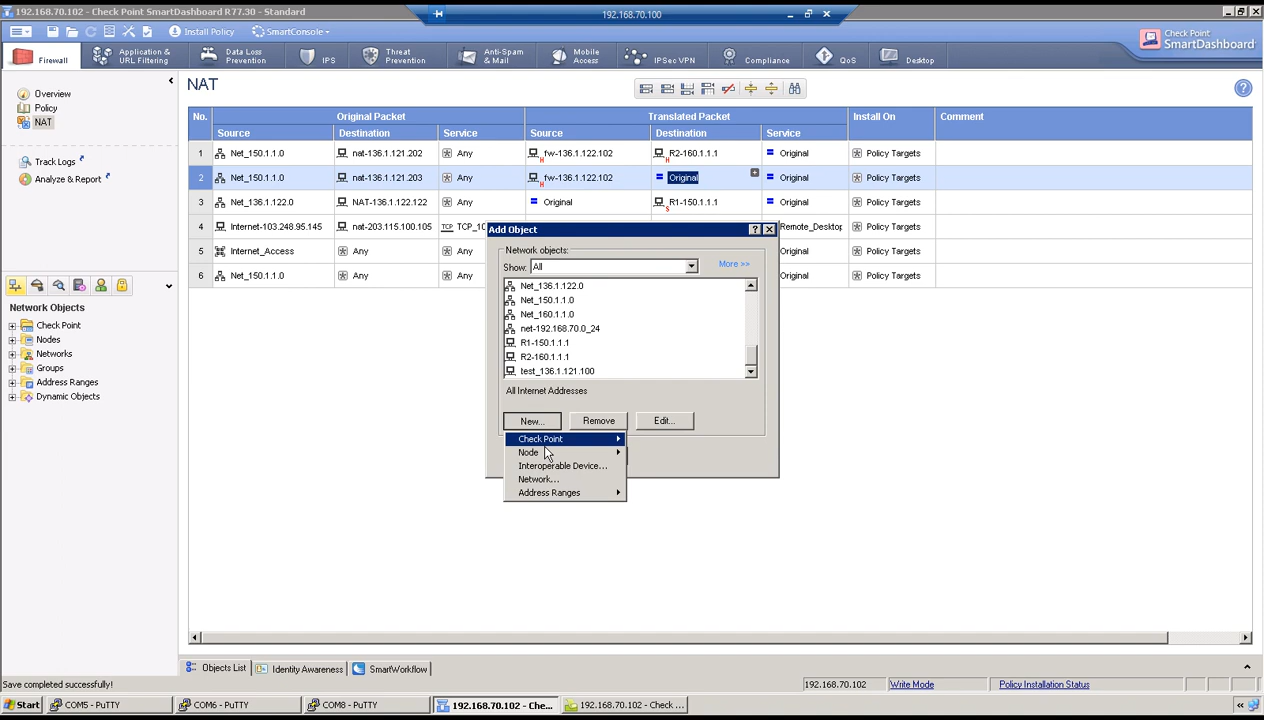 192.168.70.102 - Check Point SmartDashboard R77.30 - Standard
192.168.70.100
Install Policy
SmartConsole
Check Point
SmartDashboard
Firewall
Application &
URL Filtering
Data Loss
Prevention
IPS
Threat
Prevention
Anti-Spam
& Mail
Mobile
Access
IPSec VPN
Compliance
QoS
Desktop
Overview
Policy
NAT
Track Logs
Analyze & Report
NAT
No. Original Packet Translated Packet Install On Comment
Source Destination Service Source Destination Service
1 Net_150.1.1.0 nat-136.1.121.202 Any fw-136.1.122.102 R2-160.1.1.1 Original Policy Targets
2 Net_150.1.1.0 nat-136.1.121.203 Any fw-136.1.122.102 Original Original Policy Targets
3 Net_136.1.122.0 NAT-136.1.122.122 Any Original R1-150.1.1.1 Original Policy Targets
4 Internet-103.248.95.145 nat-203.115.100.105 TCP TCP_10 Remote_Desktop Policy Targets
5 Internet_Access Any Original Policy Targets
6 Net_150.1.1.0 Any Original Policy Targets
Network Objects
Check Point
Nodes
Networks
Groups
Address Ranges
Dynamic Objects
Add Object
Network objects:
Show: All More >>
Net_136.1.122.0
Net_150.1.1.0
Net_160.1.1.0
net-192.168.70.0_24
R1-150.1.1.1
R2-160.1.1.1
test_136.1.121.100
All Internet Addresses
New... Remove Edit...
Check Point
Node
Interoperable Device...
Network...
Address Ranges
Objects List Identity Awareness SmartWorkflow
Save completed successfully! 192.168.70.102 Write Mode Policy Installation Status
Start COM5 - PuTTY COM6 - PuTTY COM8 - PuTTY 192.168.70.102 - Che... 192.168.70.102 - Check ...